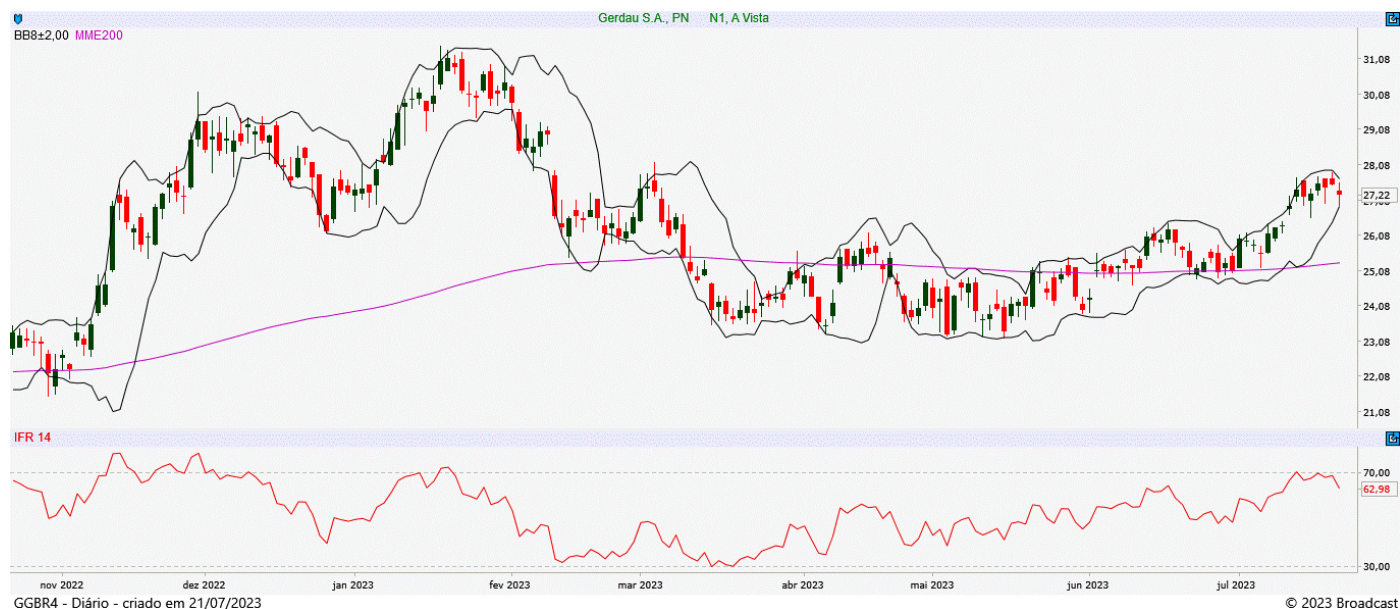 Gerdau S.A., PN N1, A Vista
BB8±2,00 MME200
31,08
30,08
29,08
28,08
27,22
26,08
25,08
24,08
23,08
22,08
21,08
IFR 14
70,00
62,98
30,00
nov 2022 dez 2022 jan 2023 fev 2023 mar 2023 abr 2023 mai 2023 jun 2023 jul 2023
GGBR4 - Diário - criado em 21/07/2023 © 2023 Broadcast